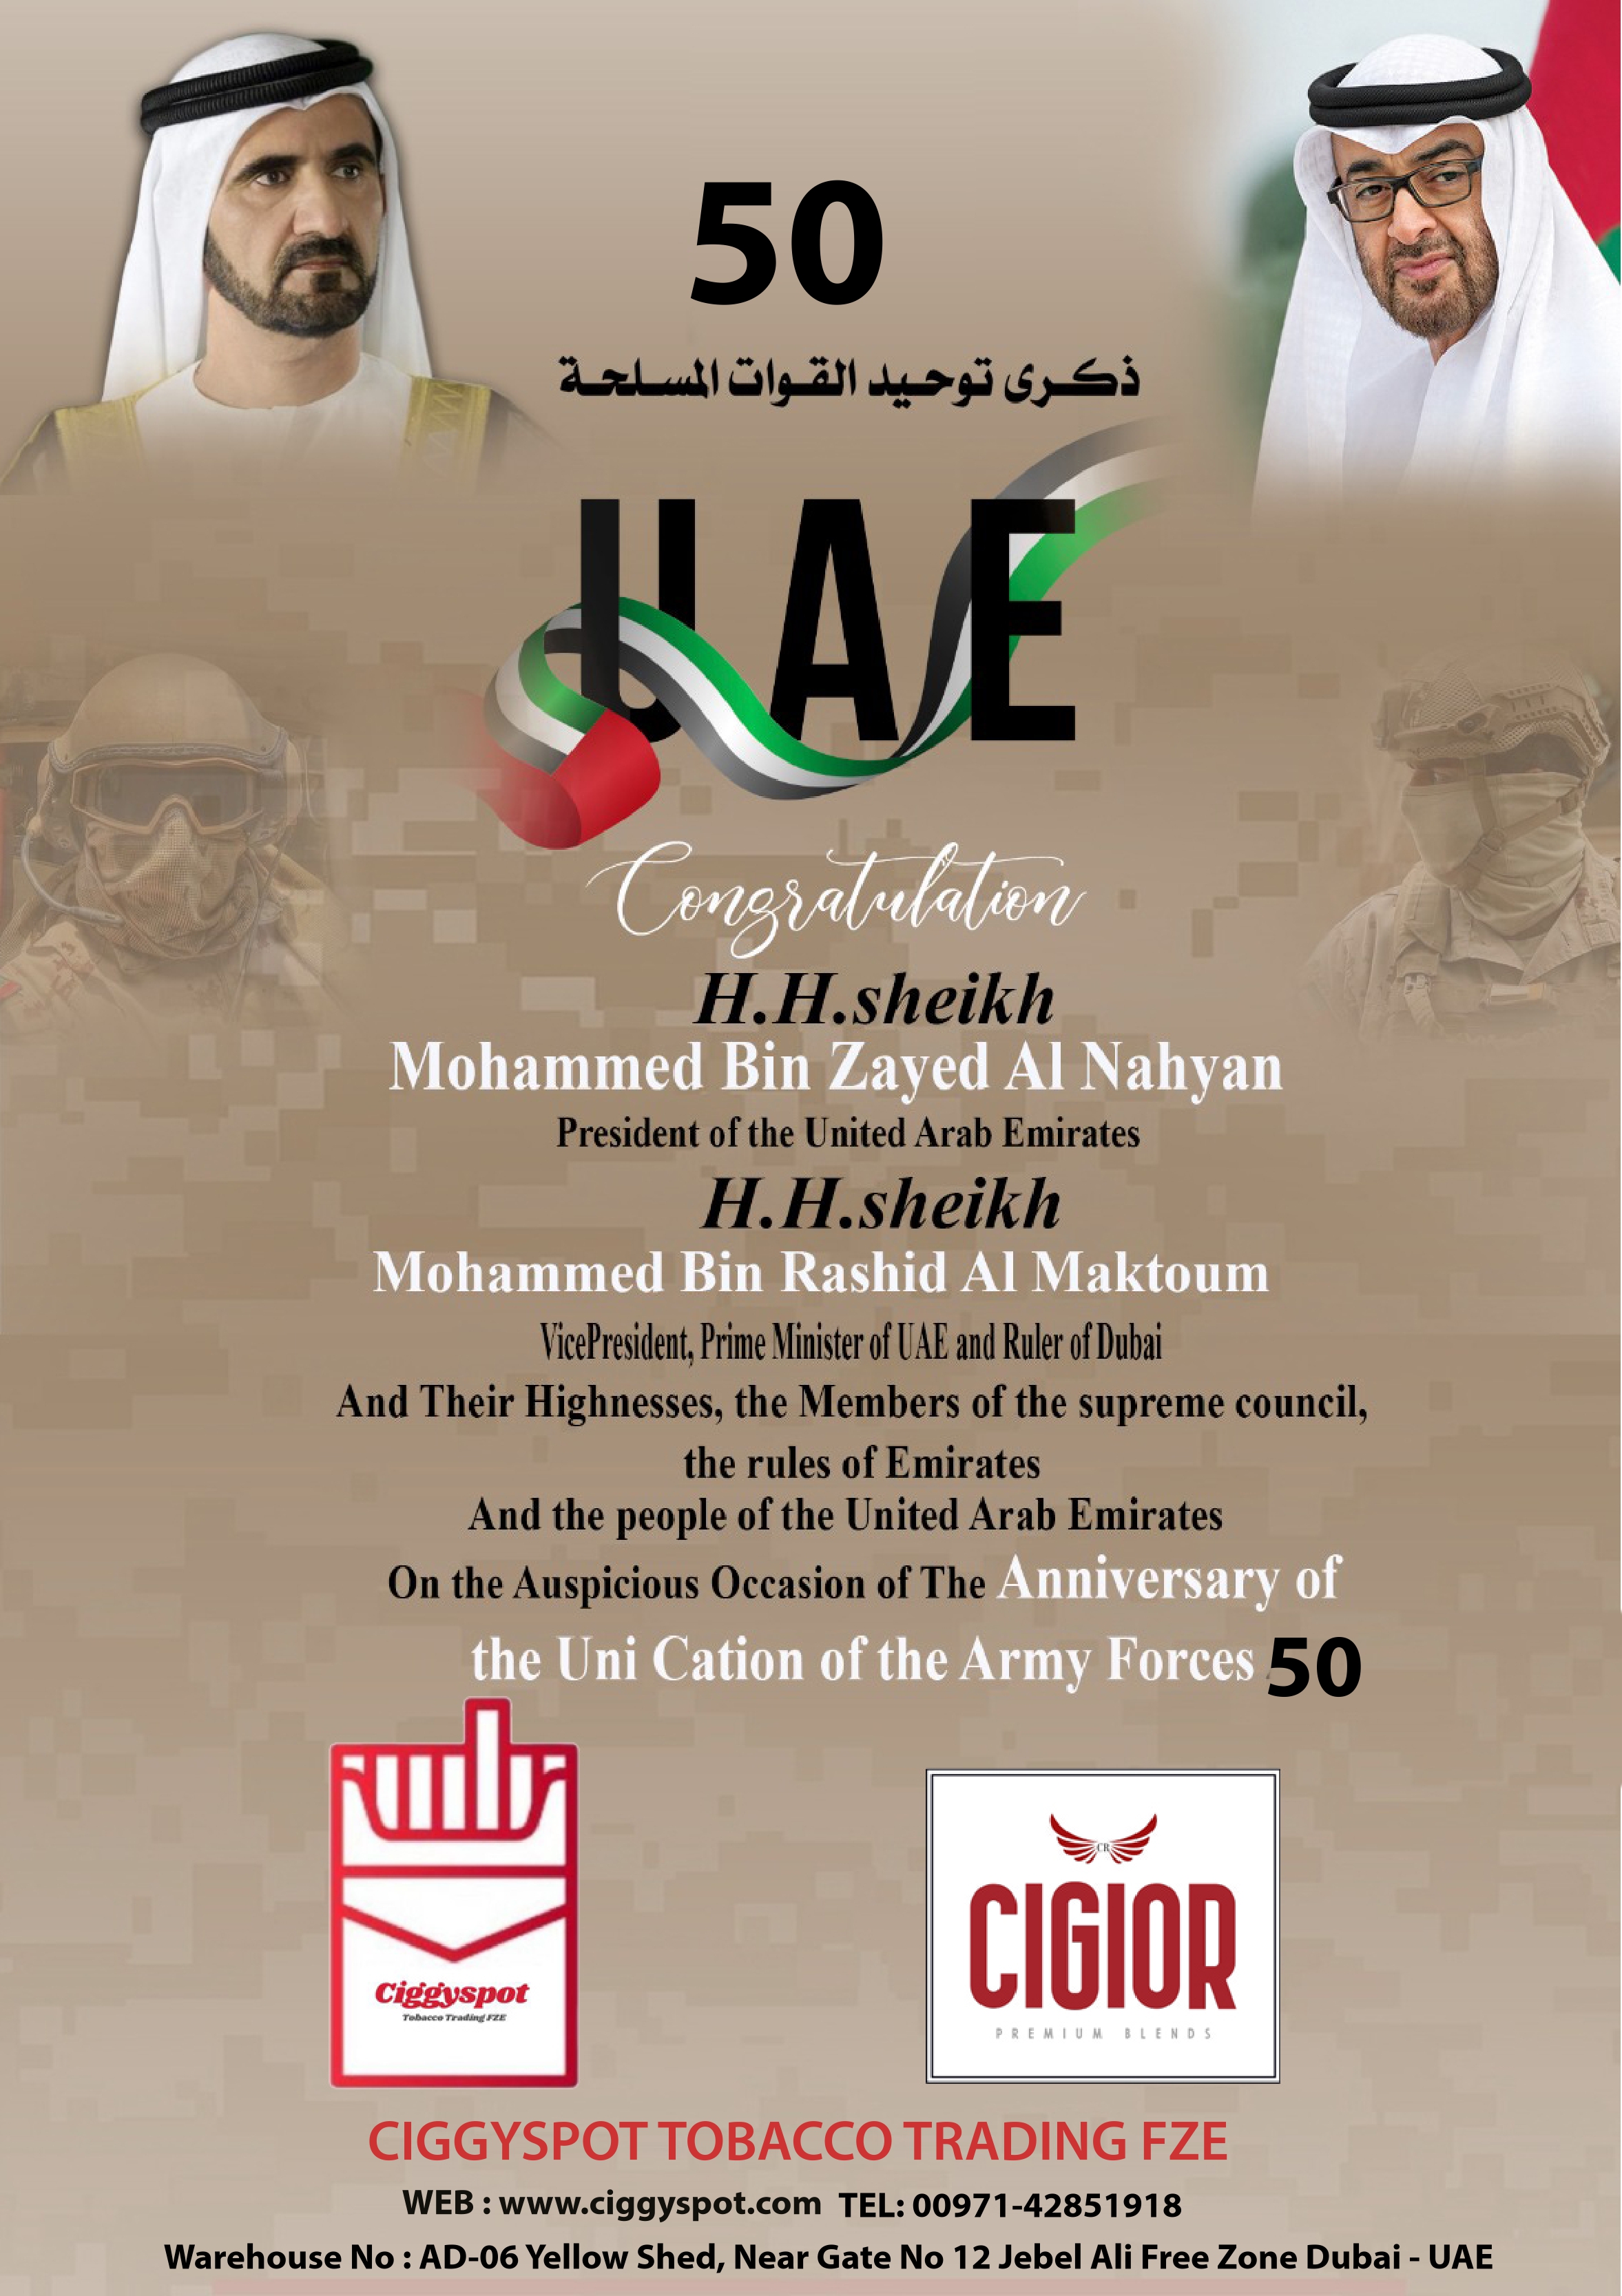 50
ذكرى توحيد القوات المسلحة
UAE
Congratulation
H.H.sheikh
Mohammed Bin Zayed Al Nahyan
President of the United Arab Emirates
H.H.sheikh
Mohammed Bin Rashid Al Maktoum
VicePresident, Prime Minister of UAE and Ruler of Dubai
And Their Highnesses, the Members of the supreme council,
the rules of Emirates
And the people of the United Arab Emirates
On the Auspicious Occasion of The Anniversary of
the Uni Cation of the Army Forces 50
Ciggyspot
Tobacco Trading FZE
CR
CIGIOR
PREMIUM BLENDS
CIGGYSPOT TOBACCO TRADING FZE
WEB : www.ciggyspot.com TEL: 00971-42851918
Warehouse No : AD-06 Yellow Shed, Near Gate No 12 Jebel Ali Free Zone Dubai - UAE